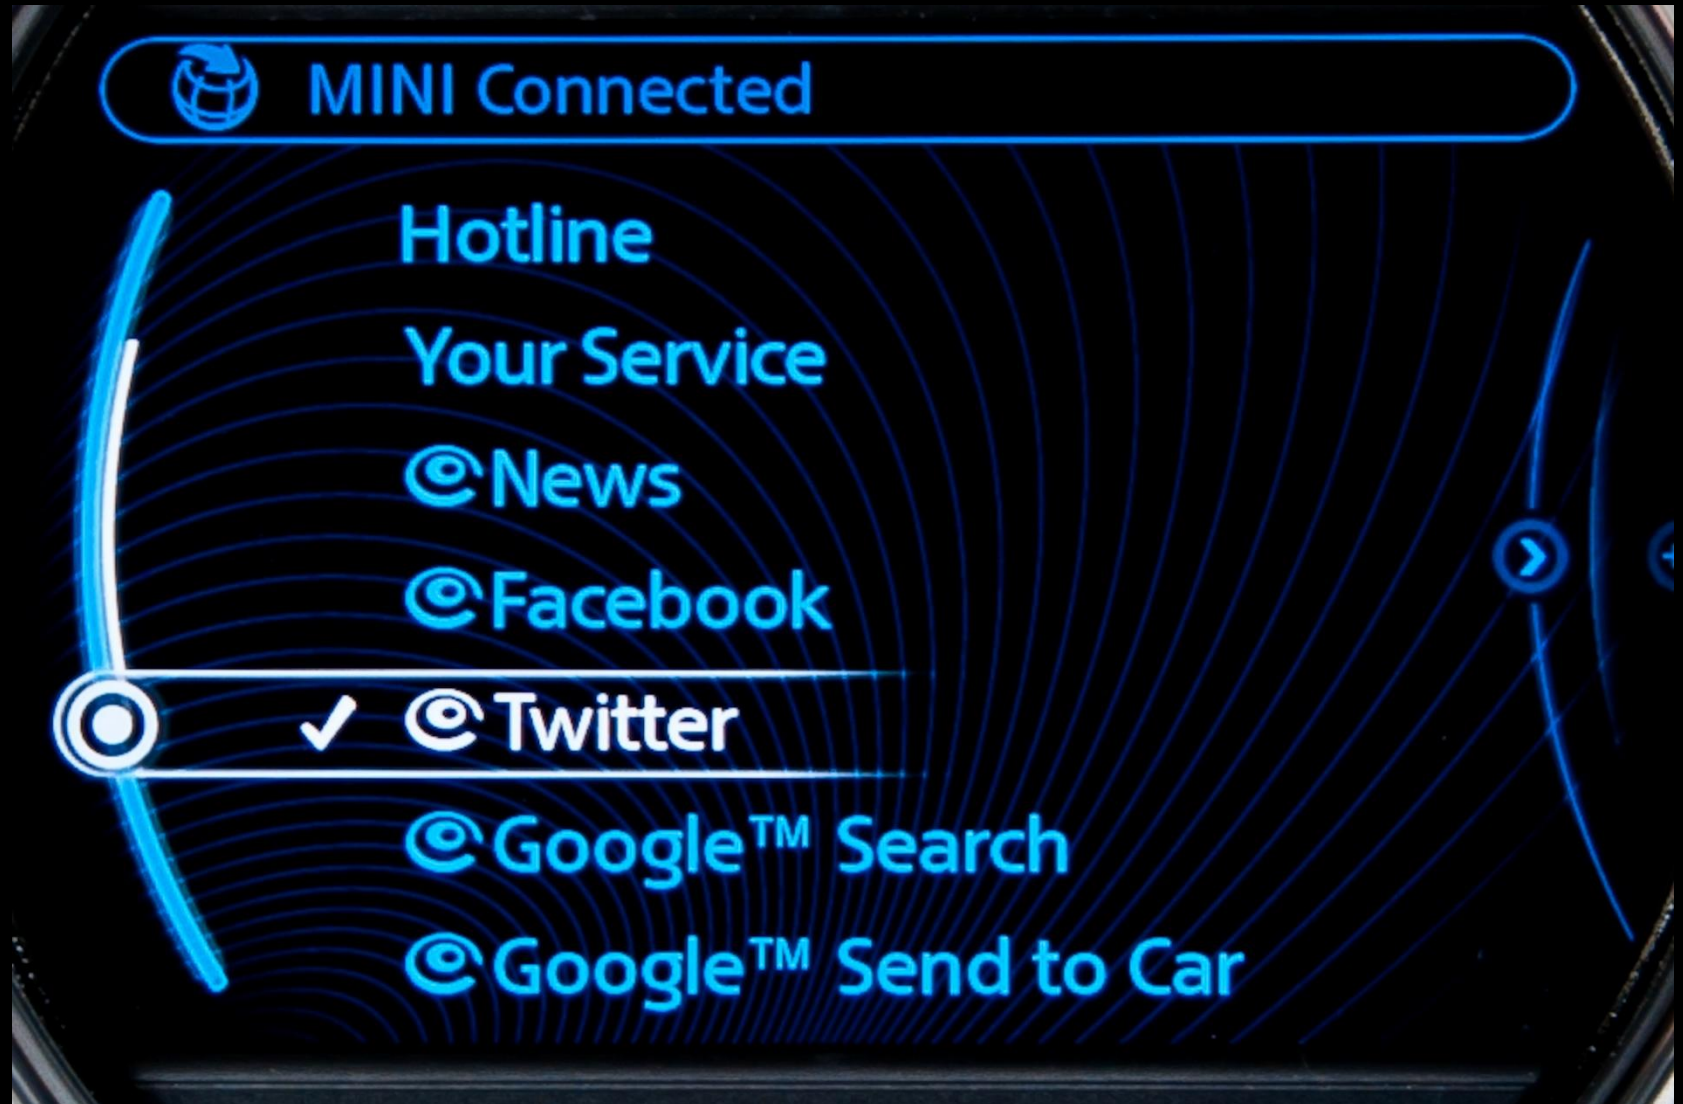 MINI Connected
Hotline
Your Service
News
Facebook
Twitter
Google™ Search
Google™ Send to Car